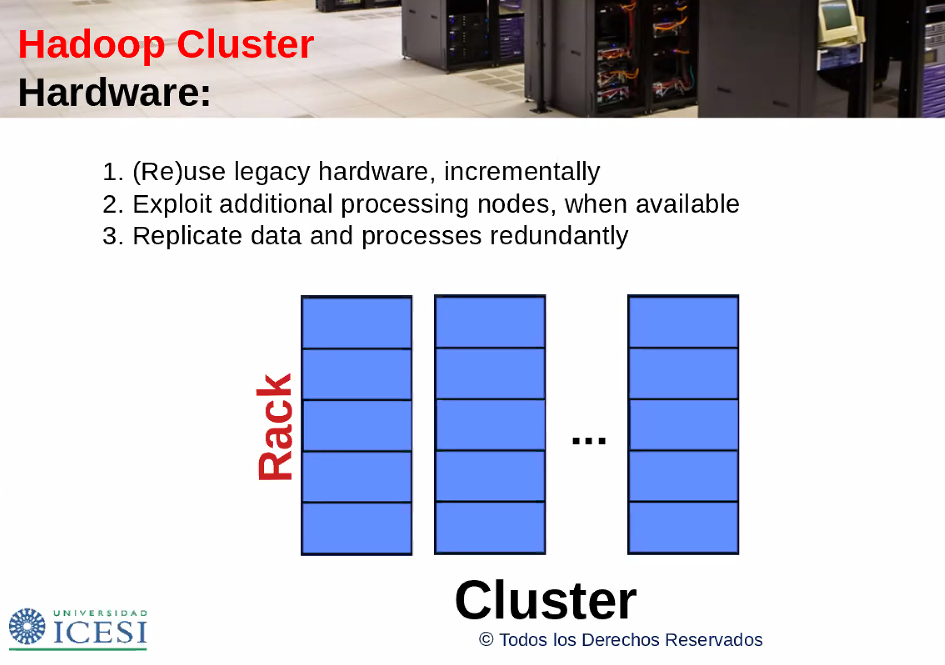 Hadoop Cluster
Hardware:
1. (Re)use legacy hardware, incrementally
2. Exploit additional processing nodes, when available
3. Replicate data and processes redundantly
Rack
...
Cluster
© Todos los Derechos Reservados
UNIVERSIDAD
ICESI